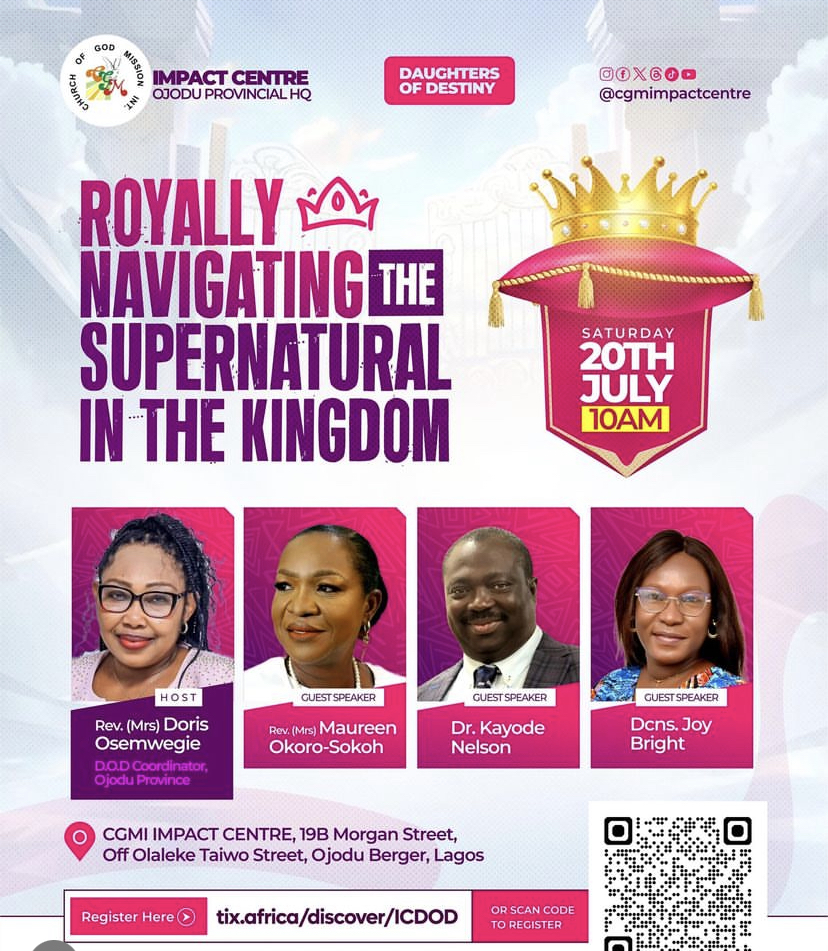 CHURCH OF GOD MISSION INT.
CGM
IMPACT CENTRE
OJODU PROVINCIAL HQ
DAUGHTERS
OF DESTINY
@cgmimpactcentre
ROYALLY
NAVIGATING THE
SUPERNATURAL
IN THE KINGDOM
SATURDAY
20TH
JULY
10AM
HOST
Rev. (Mrs) Doris
Osemwegie
D.O.D Coordinator,
Ojodu Province
GUEST SPEAKER
Rev. (Mrs) Maureen
Okoro-Sokoh
GUEST SPEAKER
Dr. Kayode
Nelson
GUEST SPEAKER
Dcns. Joy
Bright
CGMI IMPACT CENTRE, 19B Morgan Street,
Off Olaleke Taiwo Street, Ojodu Berger, Lagos
Register Here
tix.africa/discover/ICDOD
OR SCAN CODE
TO REGISTER